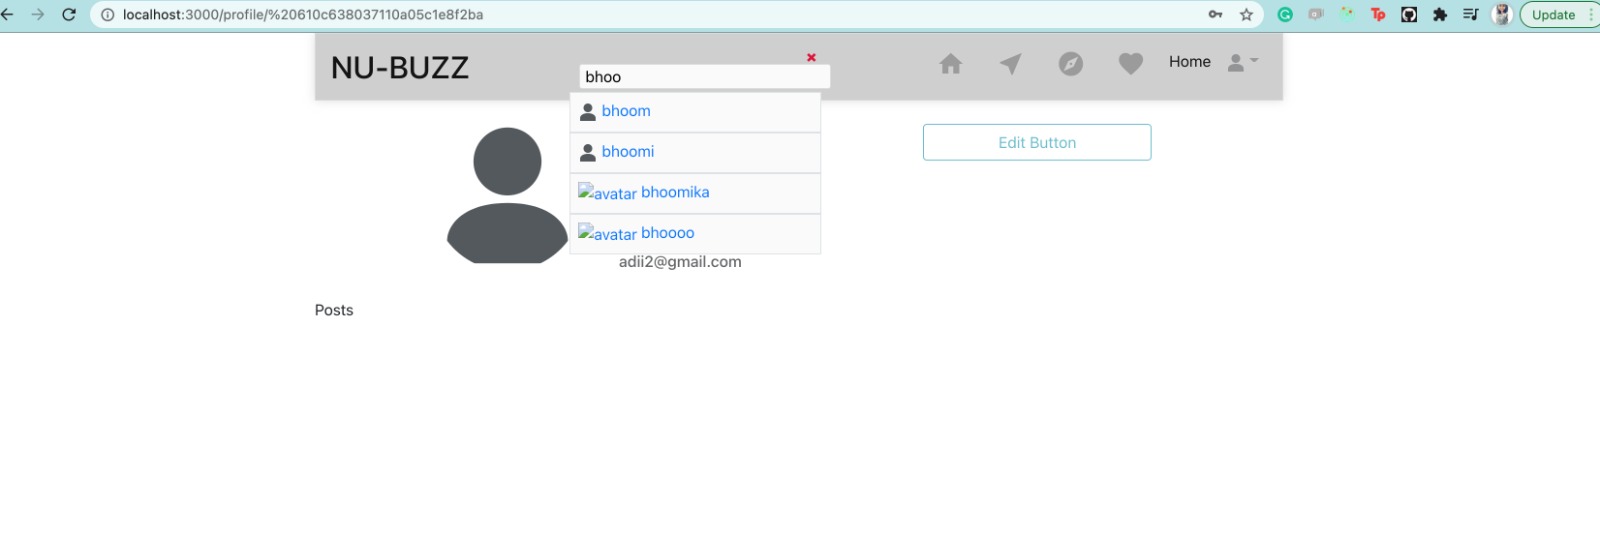 localhost:3000/profile/%20610c638037110a05c1e8f2ba
Tp
Update
NU-BUZZ
bhoo
Home
bhoom
bhoomi
avatar bhoomika
avatar bhoooo
Edit Button
adii2@gmail.com
Posts